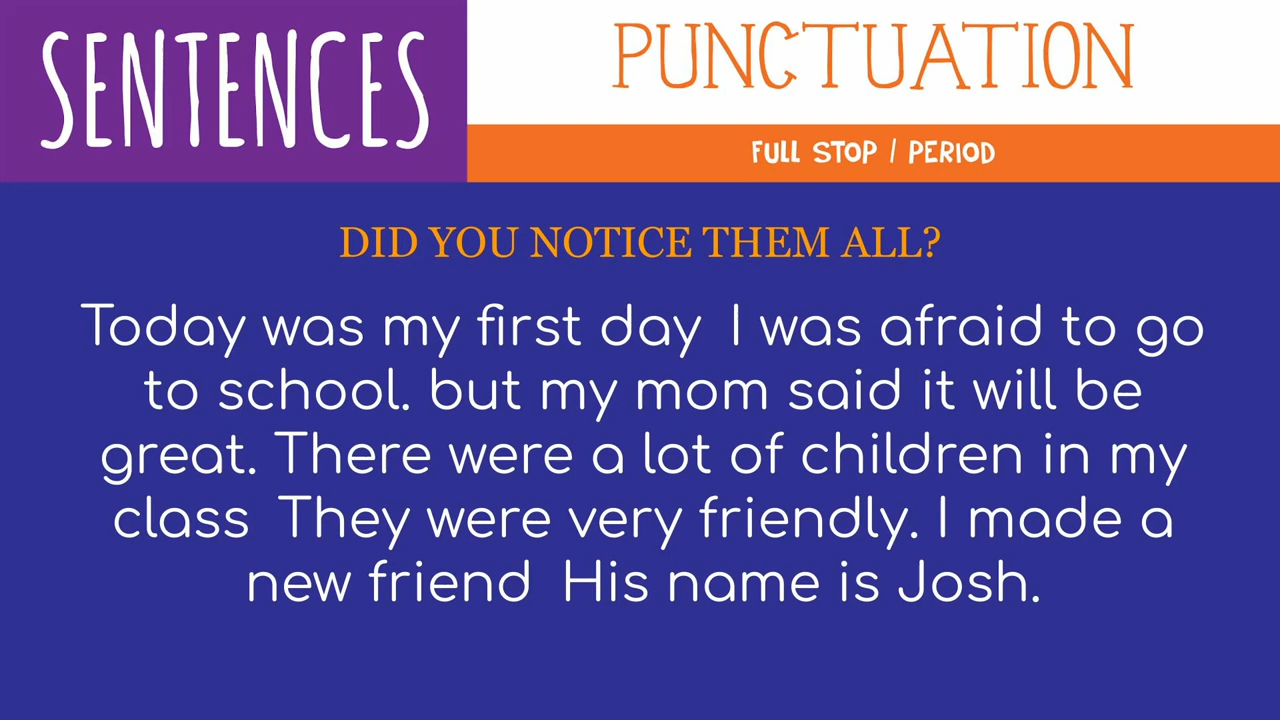 SENTENCES
PUNCTUATION
FULL STOP / PERIOD
DID YOU NOTICE THEM ALL?
Today was my first day  I was afraid to go
to school. but my mom said it will be
great. There were a lot of children in my
class  They were very friendly. I made a
new friend  His name is Josh.